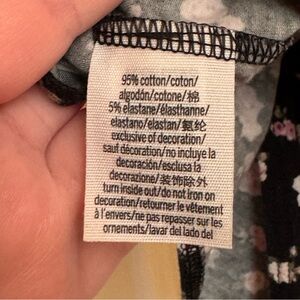 95% cotton/coton/
algodón/cotone/棉
5% elastane/élasthanne/
elastano/elastan/氨纶
exclusive of decoration/
sauf décoration/no incluye la
decoración/esclusa la
decorazione/装饰除外
turn inside out/do not iron on
decoration/retourner le vêtement
à l'envers/ne pas repasser sur les
ornements/lavar del lado del